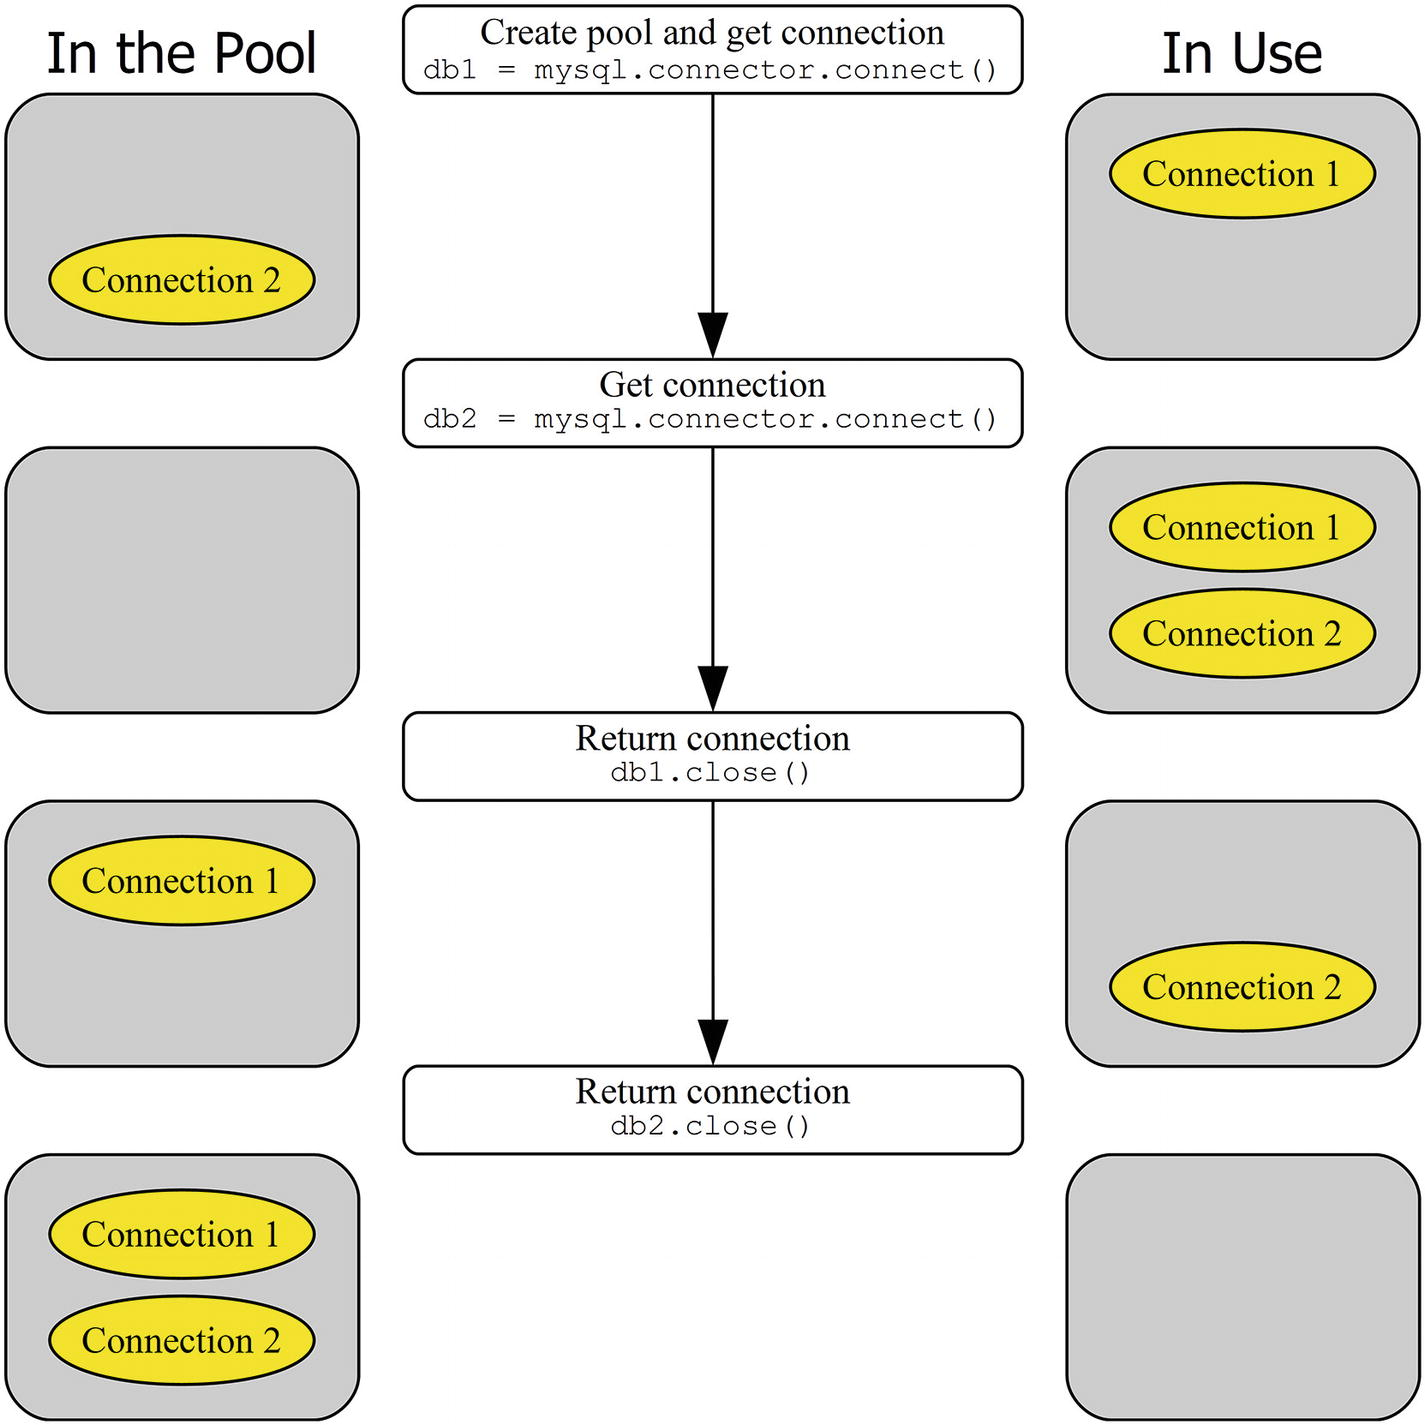 In the Pool
Create pool and get connection
db1 = mysql.connector.connect()
In Use
Connection 2
Connection 1
Get connection
db2 = mysql.connector.connect()
Connection 1
Connection 2
Return connection
db1.close()
Connection 1
Connection 2
Return connection
db2.close()
Connection 1
Connection 2